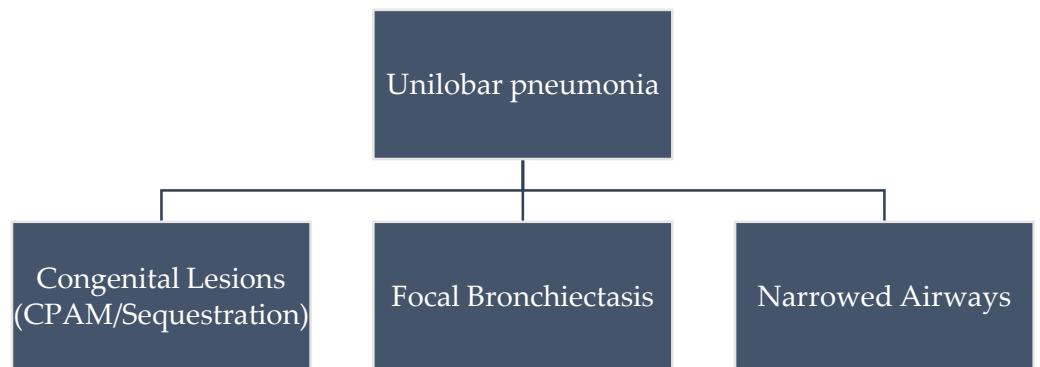 Unilobar pneumonia
Congenital Lesions
(CPAM/Sequestration)
Focal Bronchiectasis
Narrowed Airways